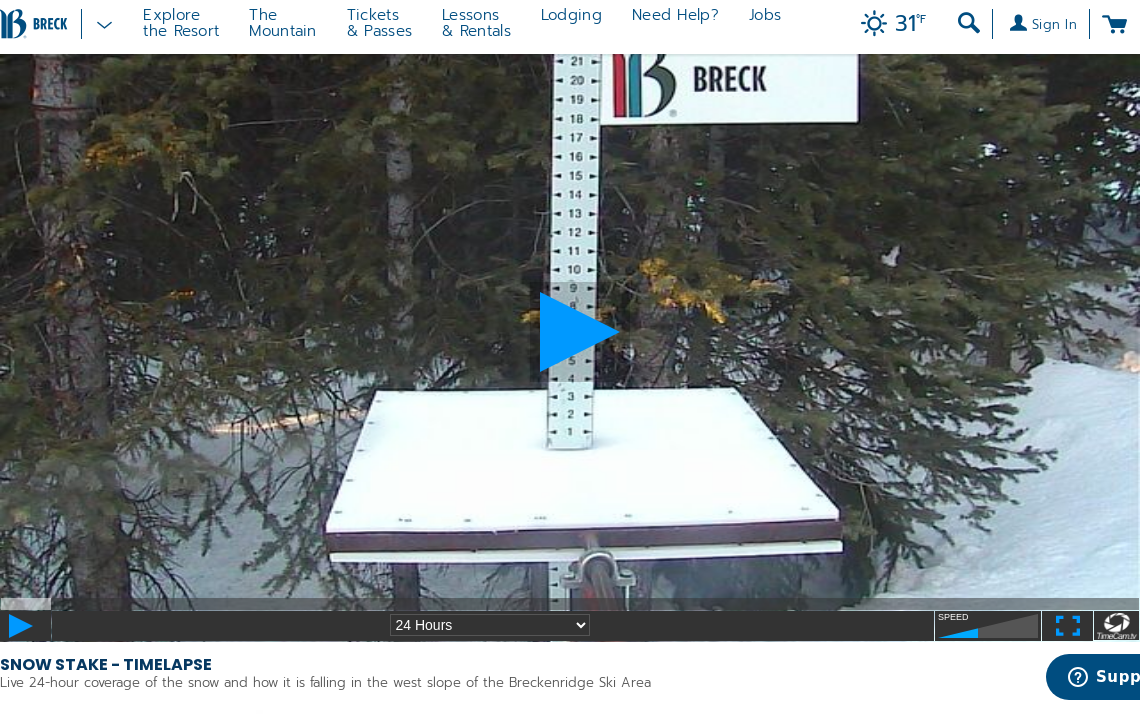 BRECK
Explore
the Resort
The
Mountain
Tickets
& Passes
Lessons
& Rentals
Lodging
Need Help?
Jobs
31°F
Sign In
BRECK
®
21
20
19
18
17
16
15
14
13
12
11
10
9
8
5
4
3
2
1
24 Hours
SPEED
TimeCam.tv
SNOW STAKE - TIMELAPSE
Live 24-hour coverage of the snow and how it is falling in the west slope of the Breckenridge Ski Area
Supp